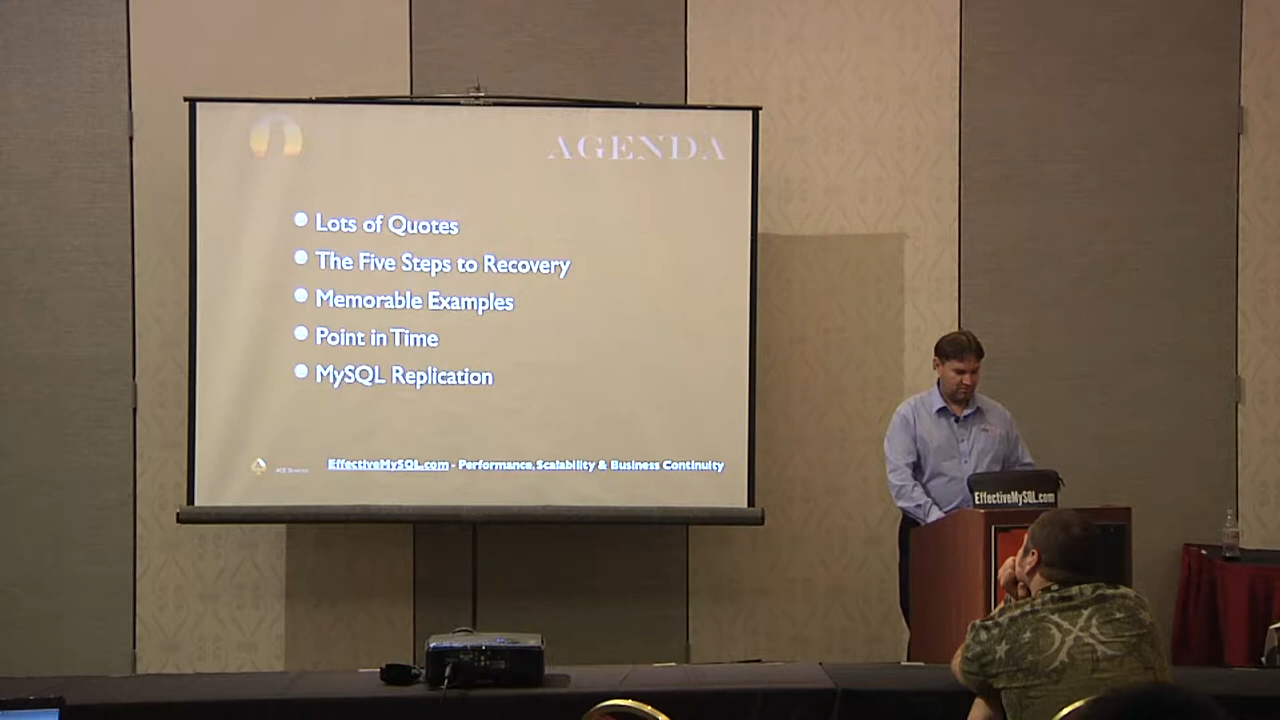 AGENDA
Lots of Quotes
The Five Steps to Recovery
Memorable Examples
Point in Time
MySQL Replication
EffectiveMySQL.com - Performance, Scalability & Business Continuity
EffectiveMySQL.com